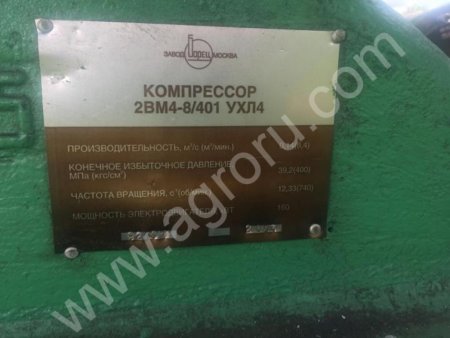 ЗАВОД Борец МОСКВА
КОМПРЕССОР
2ВМ4-8/401 УХЛ4
ПРОИЗВОДИТЕЛЬНОСТЬ, м³/с (м³/мин.)
КОНЕЧНОЕ ИЗБЫТОЧНОЕ ДАВЛЕНИЕ,
МПа (кгс/см²) 39,2(400)
ЧАСТОТА ВРАЩЕНИЯ, с⁻¹(об/мин) 12,33(740)
МОЩНОСТЬ 160
www.agroru.com